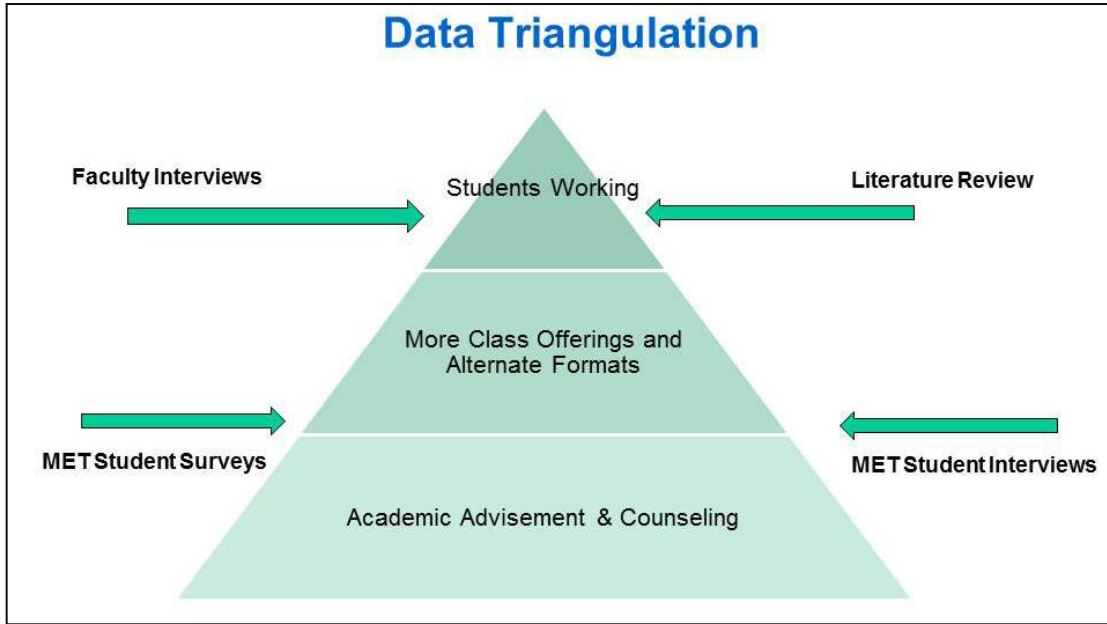 Data Triangulation
Faculty Interviews
Students Working
Literature Review
More Class Offerings and
Alternate Formats
MET Student Surveys
MET Student Interviews
Academic Advisement & Counseling